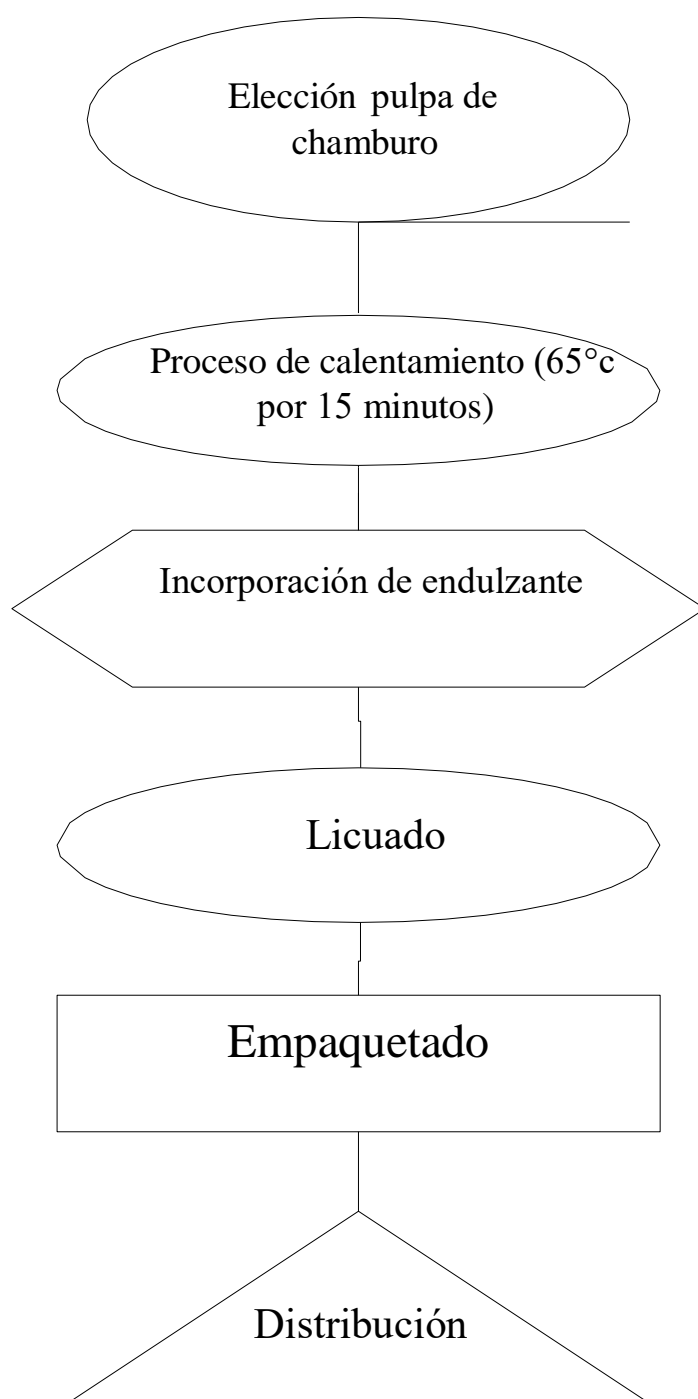 Elección pulpa de
chamburo
Proceso de calentamiento (65°c
por 15 minutos)
Incorporación de endulzante
Licuado
Empaquetado
Distribución